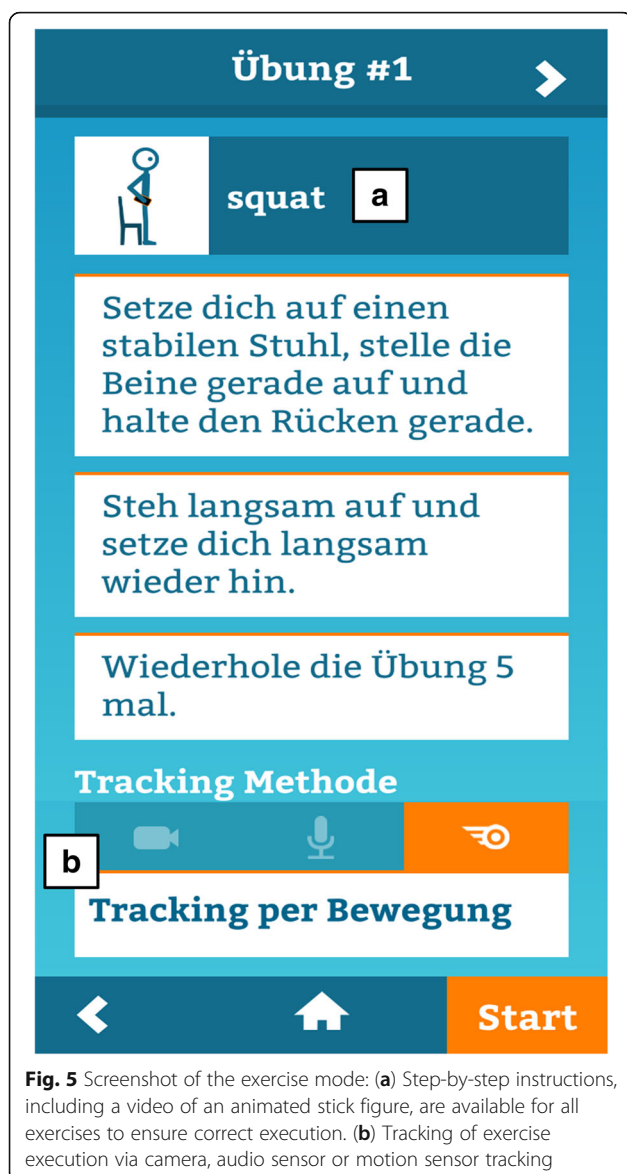 Übung #1
squat
a
Setze dich auf einen
stabilen Stuhl, stelle die
Beine gerade auf und
halte den Rücken gerade.
Steh langsam auf und
setze dich langsam
wieder hin.
Wiederhole die Übung 5
mal.
Tracking Methode
b
Tracking per Bewegung
Start
Fig. 5 Screenshot of the exercise mode: (a) Step-by-step instructions,
including a video of an animated stick figure, are available for all
exercises to ensure correct execution. (b) Tracking of exercise
execution via camera, audio sensor or motion sensor tracking